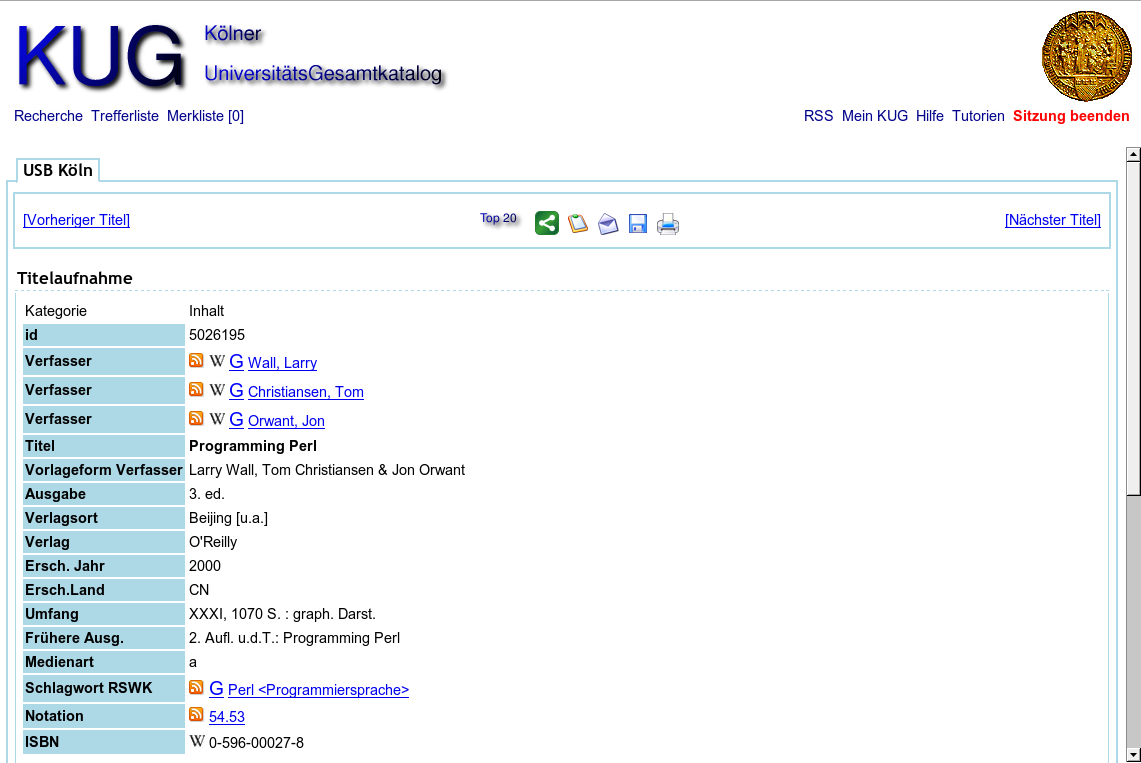 KUG Kölner
UniversitätsGesamtkatalog
Recherche Trefferliste Merkliste [0] RSS Mein KUG Hilfe Tutorien Sitzung beenden
USB Köln
[Vorheriger Titel] Top 20 [Nächster Titel]
Titelaufnahme
Kategorie Inhalt
id 5026195
Verfasser W G Wall, Larry
Verfasser W G Christiansen, Tom
Verfasser W G Orwant, Jon
Titel Programming Perl
Vorlageform Verfasser Larry Wall, Tom Christiansen & Jon Orwant
Ausgabe 3. ed.
Verlagsort Beijing [u.a.]
Verlag O'Reilly
Ersch. Jahr 2000
Ersch.Land CN
Umfang XXXI, 1070 S. : graph. Darst.
Frühere Ausg. 2. Aufl. u.d.T.: Programming Perl
Medienart a
Schlagwort RSWK G Perl <Programmiersprache>
Notation 54.53
ISBN W 0-596-00027-8